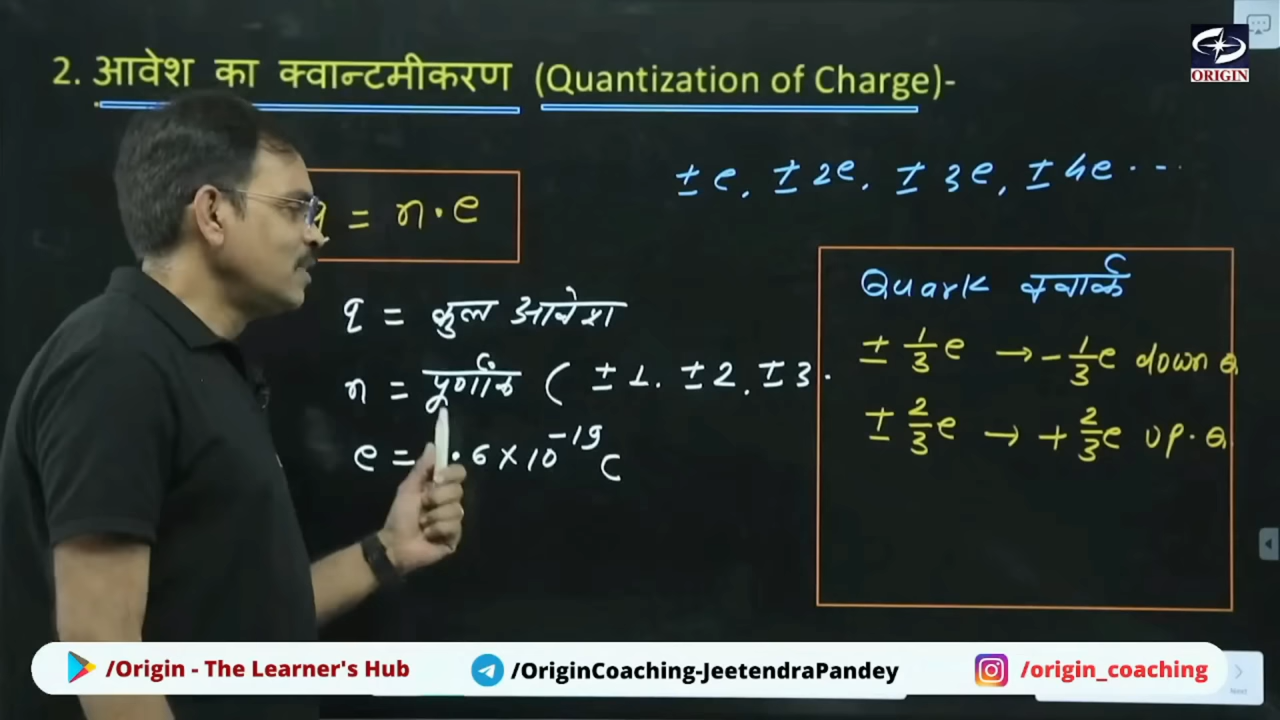 2. आवेश का क्वान्टमीकरण (Quantization of Charge)-
ORIGIN
± e, ± 2e, ± 3e, ± 4e ...
= n·e
q = कुल आवेश
n = पूर्णांक ( ±1, ±2, ±3.
e = .6 × 10⁻¹⁹ C
Quark क्वार्क
± 1/3 e → - 1/3 e down Q
± 2/3 e → + 2/3 e up. Q
/Origin - The Learner's Hub
/OriginCoaching-JeetendraPandey
/origin_coaching
Next